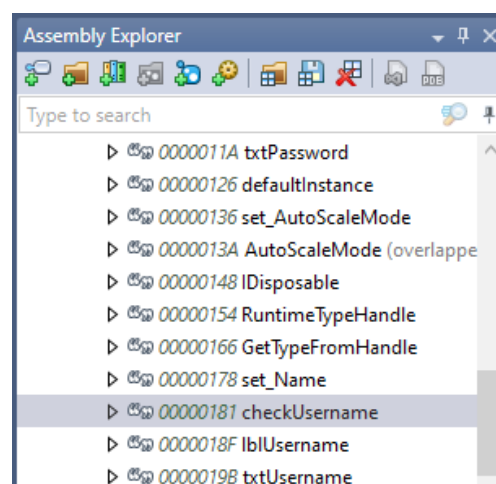 Assembly Explorer
Type to search
0000011A txtPassword
00000126 defaultInstance
00000136 set_AutoScaleMode
0000013A AutoScaleMode (overlappe
00000148 IDisposable
00000154 RuntimeTypeHandle
00000166 GetTypeFromHandle
00000178 set_Name
00000181 checkUsername
0000018F lblUsername
0000019B txtUsername